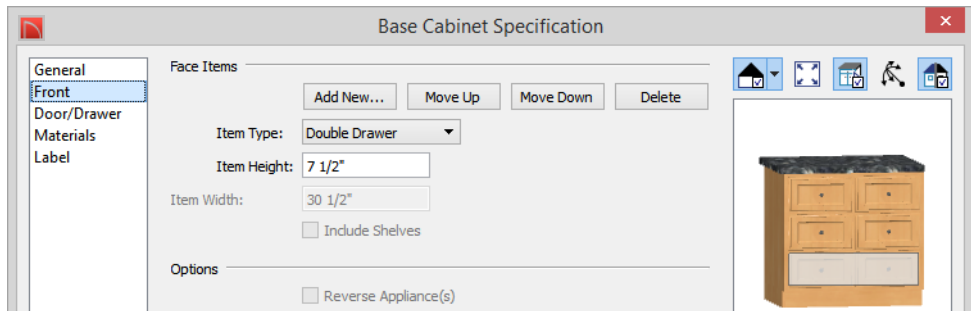 Base Cabinet Specification
×
General
Front
Door/Drawer
Materials
Label
Face Items
Add New... Move Up Move Down Delete
Item Type: Double Drawer
Item Height: 7 1/2"
Item Width: 30 1/2"
Include Shelves
Options
Reverse Appliance(s)